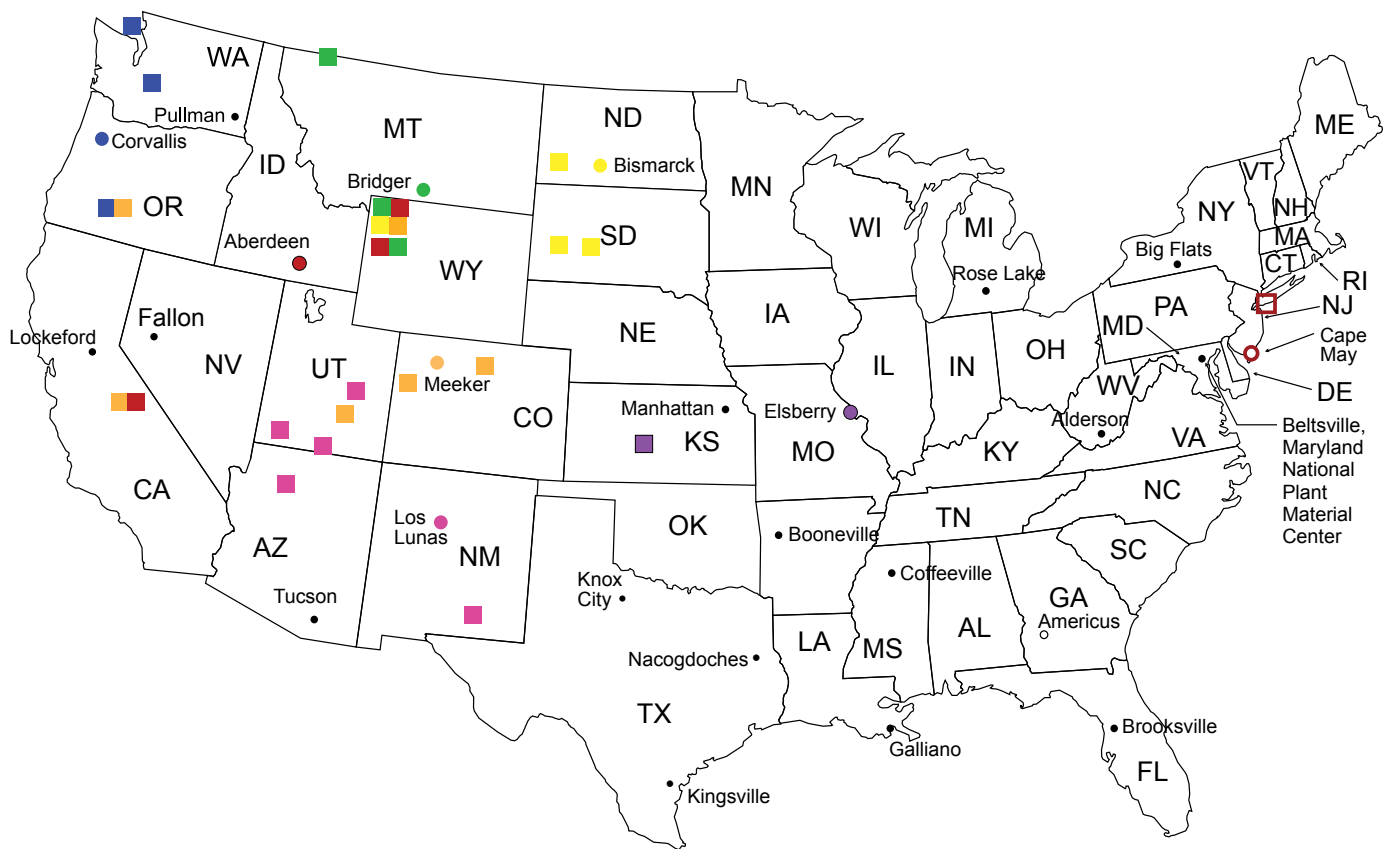 WA
Pullman
Corvallis
OR
ID
Aberdeen
MT
Bridger
WY
ND
Bismarck
SD
NE
MN
WI
MI
Rose Lake
IA
IL
IN
OH
PA
NY
Big Flats
VT
NH
ME
MA
CT
RI
NJ
Cape
May
MD
DE
Beltsville,
Maryland
National
Plant
Material
Center
Lockeford
Fallon
NV
CA
UT
Meeker
CO
Manhattan
KS
Elsberry
MO
KY
WV
Alderson
VA
NC
TN
SC
AZ
Tucson
Los
Lunas
NM
OK
Knox
City
Booneville
Coffeeville
MS
AL
GA
Americus
LA
Nacogdoches
TX
Kingsville
Galliano
Brooksville
FL